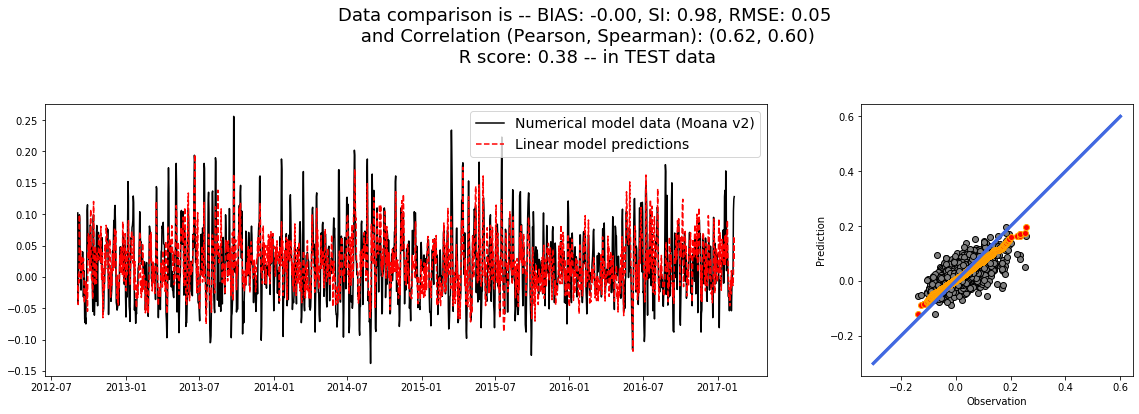 Data comparison is -- BIAS: -0.00, SI: 0.98, RMSE: 0.05
and Correlation (Pearson, Spearman): (0.62, 0.60)
R score: 0.38 -- in TEST data
Numerical model data (Moana v2)
Linear model predictions
0.25
0.20
0.15
0.10
0.05
0.00
−0.05
−0.10
−0.15
2012-07 2013-01 2013-07 2014-01 2014-07 2015-01 2015-07 2016-01 2016-07 2017-01
Prediction
0.6
0.4
0.2
0.0
−0.2
−0.2 0.0 0.2 0.4 0.6
Observation